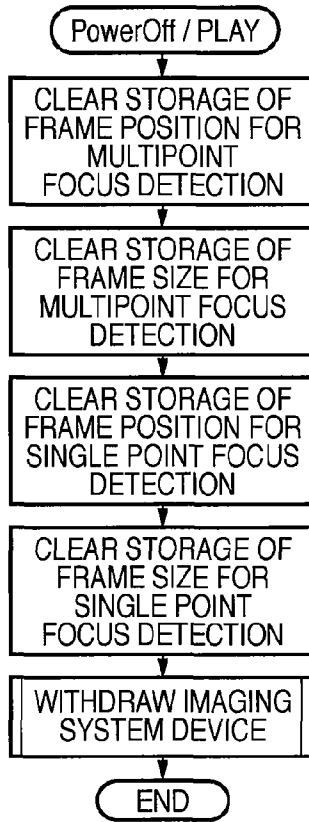 PowerOff / PLAY
CLEAR STORAGE OF
FRAME POSITION FOR
MULTIPOINT
FOCUS DETECTION
CLEAR STORAGE OF
FRAME SIZE FOR
MULTIPOINT FOCUS
DETECTION
CLEAR STORAGE OF
FRAME POSITION FOR
SINGLE POINT FOCUS
DETECTION
CLEAR STORAGE OF
FRAME SIZE FOR
SINGLE POINT
FOCUS DETECTION
WITHDRAW IMAGING
SYSTEM DEVICE
END